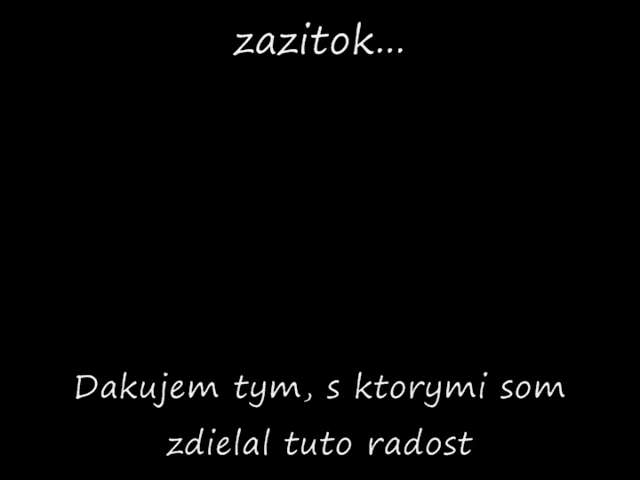 zazitok...
Dakujem tym, s ktorymi som
zdielal tuto radost